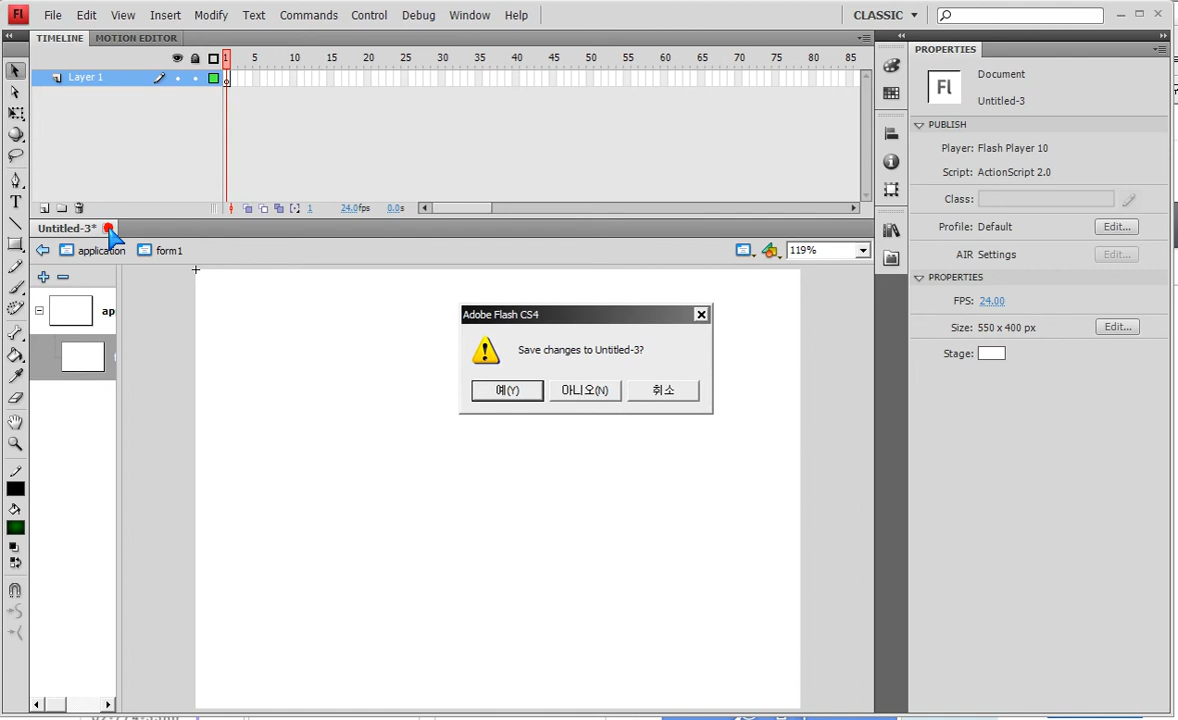 Fl File Edit View Insert Modify Text Commands Control Debug Window Help CLASSIC
TIMELINE MOTION EDITOR
1 5 10 15 20 25 30 35 40 45 50 55 60 65 70 75 80 85
Layer 1
1 24.0fps 0.0s
Untitled-3*
application form1 119%
ap
Adobe Flash CS4
Save changes to Untitled-3?
예(Y) 아니오(N) 취소
PROPERTIES
Fl
Document
Untitled-3
PUBLISH
Player: Flash Player 10
Script: ActionScript 2.0
Class:
Profile: Default Edit...
AIR Settings Edit...
PROPERTIES
FPS: 24.00
Size: 550 x 400 px Edit...
Stage: